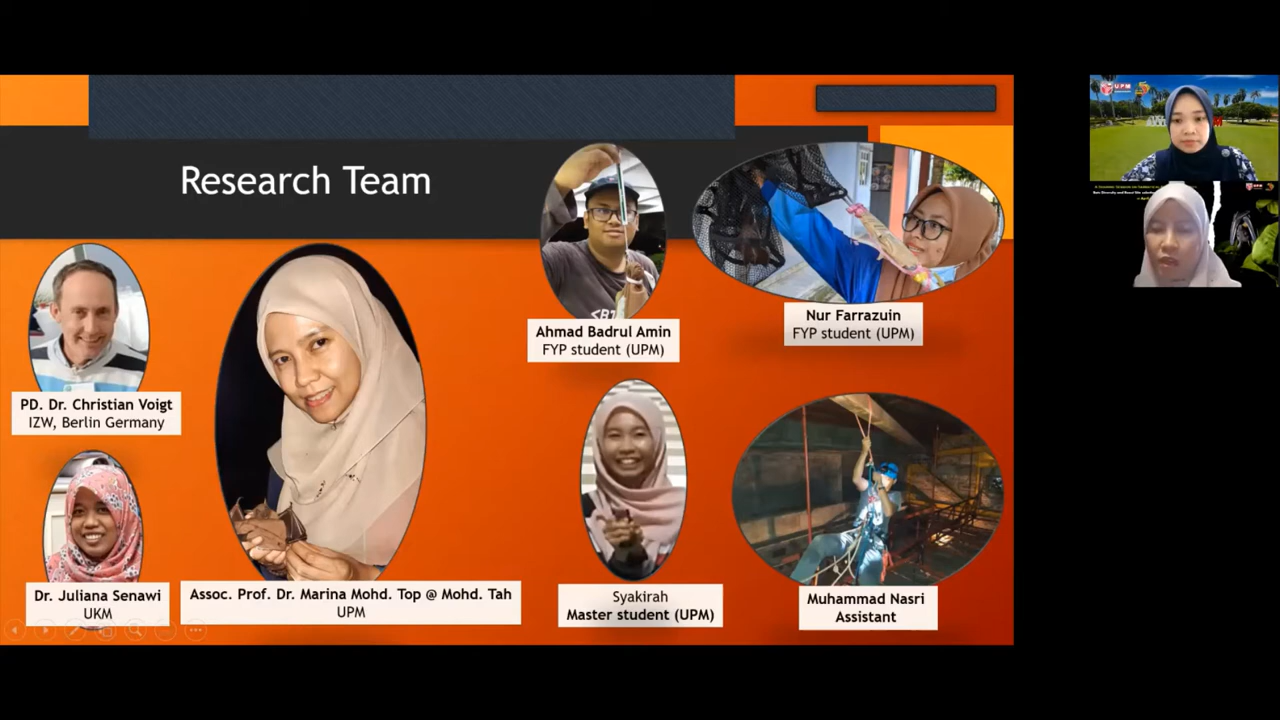 Research Team
PD. Dr. Christian Voigt
IZW, Berlin Germany
Dr. Juliana Senawi
UKM
Assoc. Prof. Dr. Marina Mohd. Top @ Mohd. Tah
UPM
Ahmad Badrul Amin
FYP student (UPM)
Nur Farrazuin
FYP student (UPM)
Syakirah
Master student (UPM)
Muhammad Nasri
Assistant
UPM